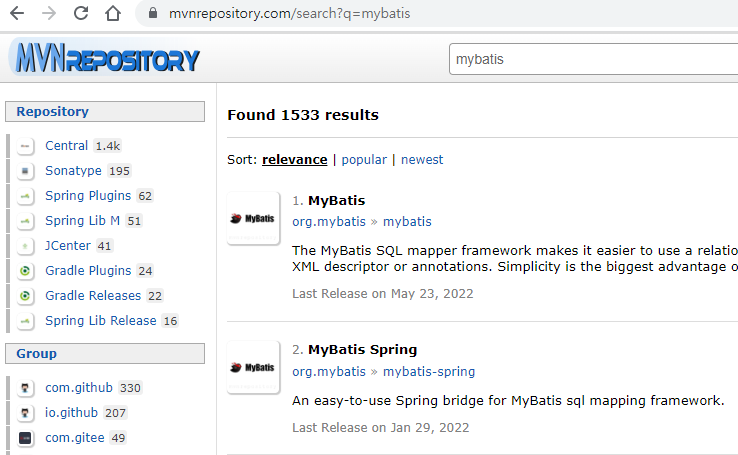 mvnrepository.com/search?q=mybatis
MVNREPOSITORY
mybatis
Repository
Central 1.4k
Sonatype 195
Spring Plugins 62
Spring Lib M 51
JCenter 41
Gradle Plugins 24
Gradle Releases 22
Spring Lib Release 16
Group
com.github 330
io.github 207
com.gitee 49
Found 1533 results
Sort: relevance | popular | newest
MyBatis
1. MyBatis
org.mybatis » mybatis
The MyBatis SQL mapper framework makes it easier to use a relatio
XML descriptor or annotations. Simplicity is the biggest advantage o
Last Release on May 23, 2022
MyBatis
2. MyBatis Spring
org.mybatis » mybatis-spring
An easy-to-use Spring bridge for MyBatis sql mapping framework.
Last Release on Jan 29, 2022